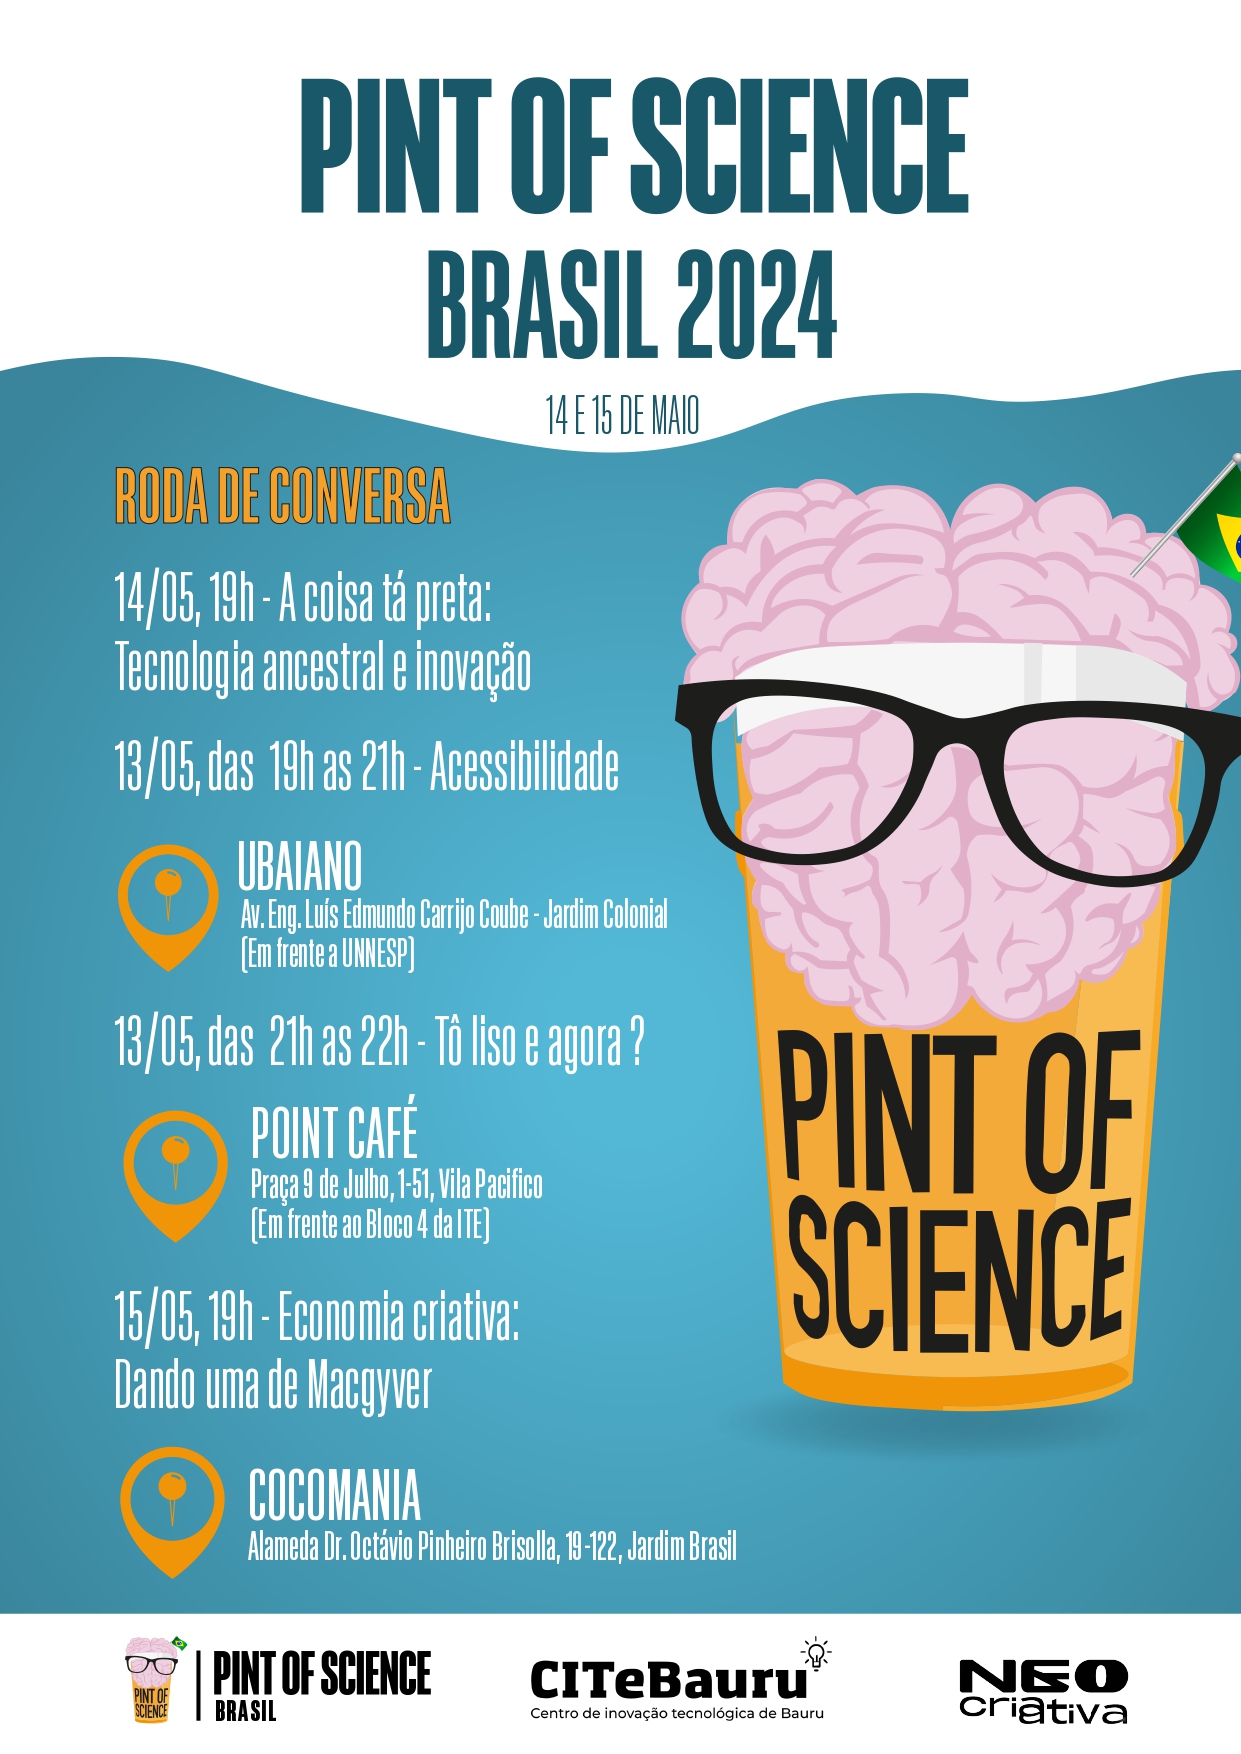 PINT OF SCIENCE
BRASIL 2024
14 E 15 DE MAIO
RODA DE CONVERSA
14/05, 19h - A coisa tá preta:
Tecnologia ancestral e inovação
13/05, das 19h as 21h - Acessibilidade
UBAIANO
Av. Eng. Luís Edmundo Carrijo Coube - Jardim Colonial
(Em frente a UNNESP)
13/05, das 21h as 22h - Tô liso e agora ?
POINT CAFÉ
Praça 9 de Julho, 1-51, Vila Pacifico
(Em frente ao Bloco 4 da ITE)
15/05, 19h - Economia criativa:
Dando uma de Macgyver
COCOMANIA
Alameda Dr. Octávio Pinheiro Brisolla, 19-122, Jardim Brasil
PINT OF
SCIENCE
PINT OF
SCIENCE
PINT OF SCIENCE
BRASIL
CITeBauru
Centro de inovação tecnológica de Bauru
NEO
criativa